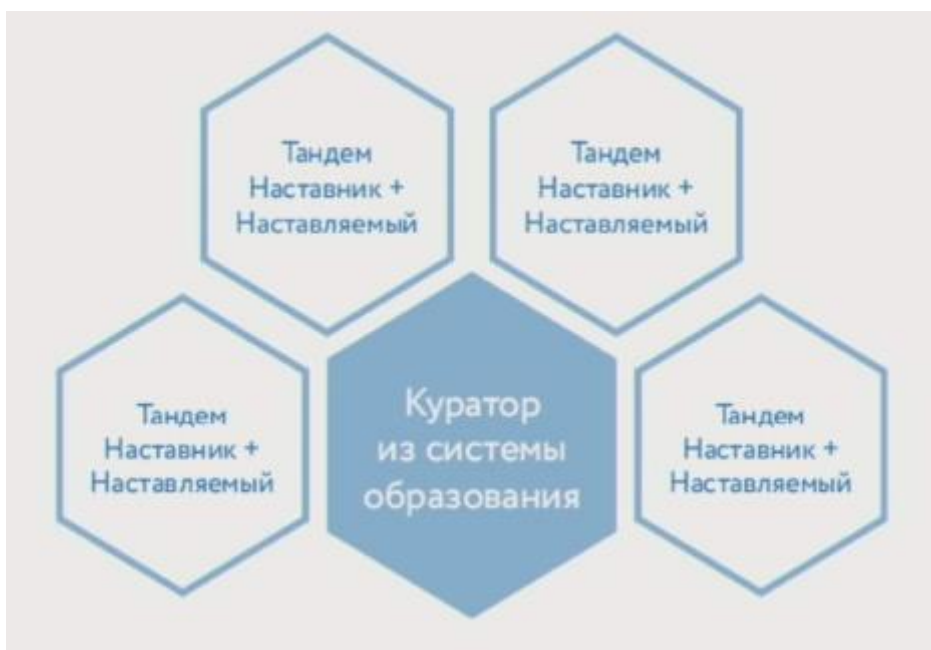 Тандем
Наставник +
Наставляемый
Тандем
Наставник +
Наставляемый
Тандем
Наставник +
Наставляемый
Куратор
из системы
образования
Тандем
Наставник +
Наставляемый